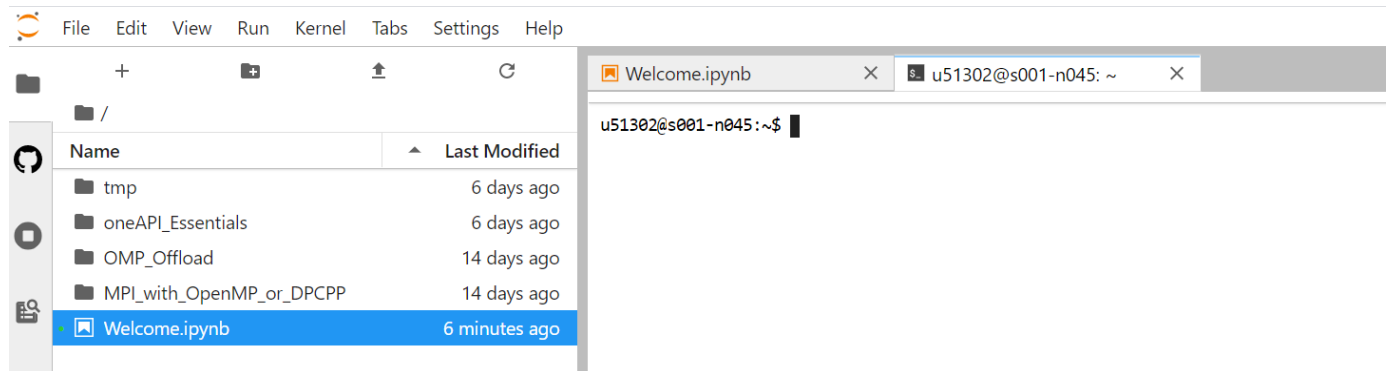 File Edit View Run Kernel Tabs Settings Help
/
Name Last Modified
tmp 6 days ago
oneAPI_Essentials 6 days ago
OMP_Offload 14 days ago
MPI_with_OpenMP_or_DPCPP 14 days ago
Welcome.ipynb 6 minutes ago
Welcome.ipynb
$_ u51302@s001-n045: ~
u51302@s001-n045:~$